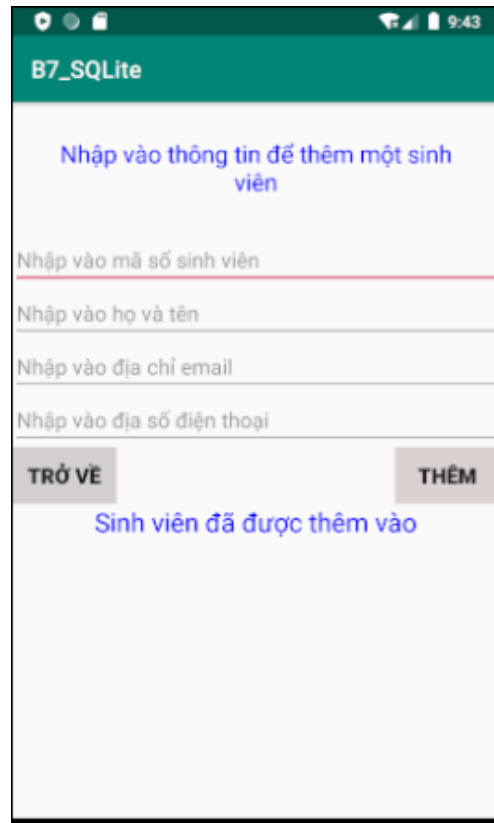 9:43
B7_SQLite
Nhập vào thông tin để thêm một sinh
viên
Nhập vào mã số sinh viên
Nhập vào họ và tên
Nhập vào địa chỉ email
Nhập vào địa số điện thoại
TRỞ VỀ THÊM
Sinh viên đã được thêm vào